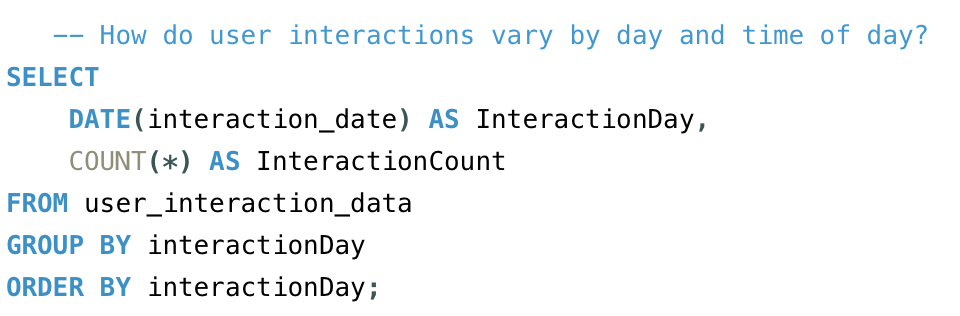 -- How do user interactions vary by day and time of day?
SELECT
DATE(interaction_date) AS InteractionDay,
COUNT(*) AS InteractionCount
FROM user_interaction_data
GROUP BY interactionDay
ORDER BY interactionDay;